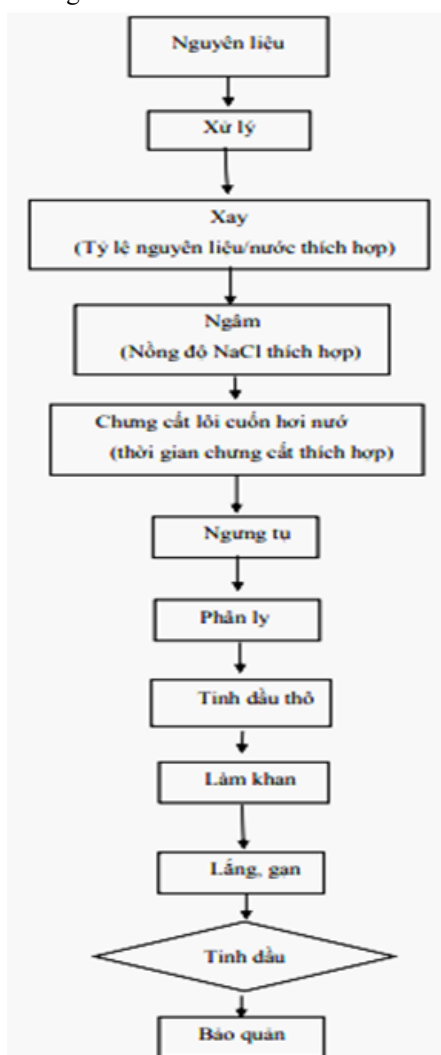 Nguyên liệu
Xử lý
Xay
(Tỷ lệ nguyên liệu/nước thích hợp)
Ngâm
(Nồng độ NaCl thích hợp)
Chưng cất lôi cuốn hơi nướ
(thời gian chưng cất thích hợp)
Ngưng tụ
Phân ly
Tinh dầu thô
Làm khan
Lắng, gạn
Tinh dầu
Bảo quản